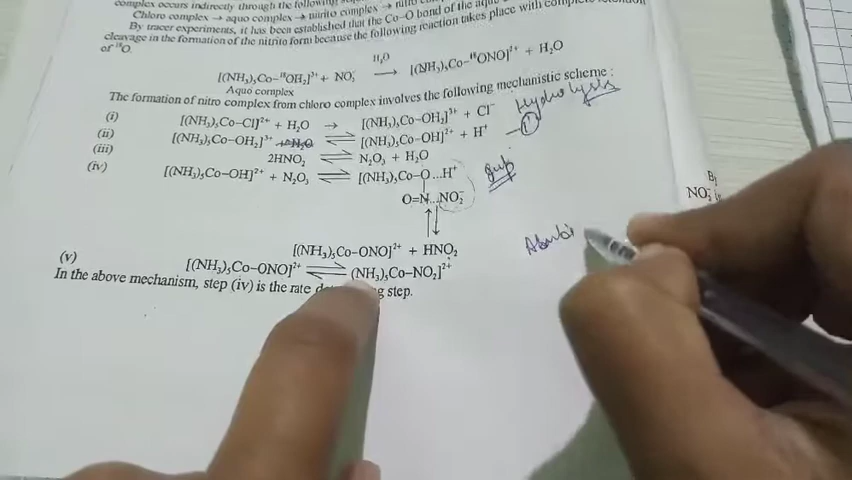 complex occurs indirectly through the following
Chloro complex → aquo complex → nitrito complex →
By tracer experiments, it has been established that the Co–O bond of the
cleavage in the formation of the nitrito form because the following reaction takes place with complete retention
of ¹⁸O.
[(NH₃)₅Co–¹⁸OH₂]³⁺ + NO₂⁻ H₂O → [(NH₃)₅Co–¹⁸ONO]²⁺ + H₂O
Aquo complex
The formation of nitro complex from chloro complex involves the following mechanistic scheme :
(i) [(NH₃)₅Co–Cl]²⁺ + H₂O → [(NH₃)₅Co–OH₂]³⁺ + Cl⁻ Hydrolysis
(ii) [(NH₃)₅Co–OH₂]³⁺ + H₂O ⇌ [(NH₃)₅Co–OH]²⁺ + H⁺ –①
(iii) 2HNO₂ ⇌ N₂O₃ + H₂O
(iv) [(NH₃)₅Co–OH]²⁺ + N₂O₃ ⇌ [(NH₃)₅Co–O ...H⁺
O=N...NO₂⁻
[(NH₃)₅Co–ONO]²⁺ + HNO₂
(v) [(NH₃)₅Co–ONO]²⁺ ⇌ (NH₃)₅Co–NO₂]²⁺
In the above mechanism, step (iv) is the rate step.
NO₂⁻